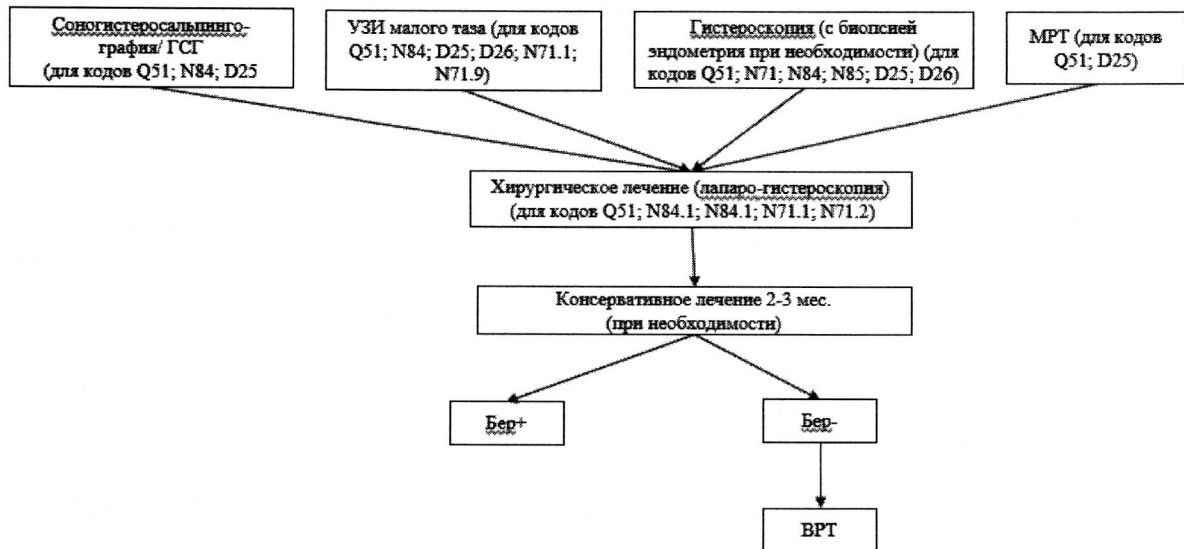 Соногистеросальпинго-
графия/ ГСГ
(для кодов Q51; N84; D25
УЗИ малого таза (для кодов
Q51; N84; D25; D26; N71.1;
N71.9)
Гистероскопия (с биопсией
эндометрия при необходимости) (для
кодов Q51; N71; N84; N85; D25; D26)
МРТ (для кодов
Q51; D25)
Хирургическое лечение (лапаро-гистероскопия)
(для кодов Q51; N84.1; N84.1; N71.1; N71.2)
Консервативное лечение 2-3 мес.
(при необходимости)
Бер+
Бер-
ВРТ